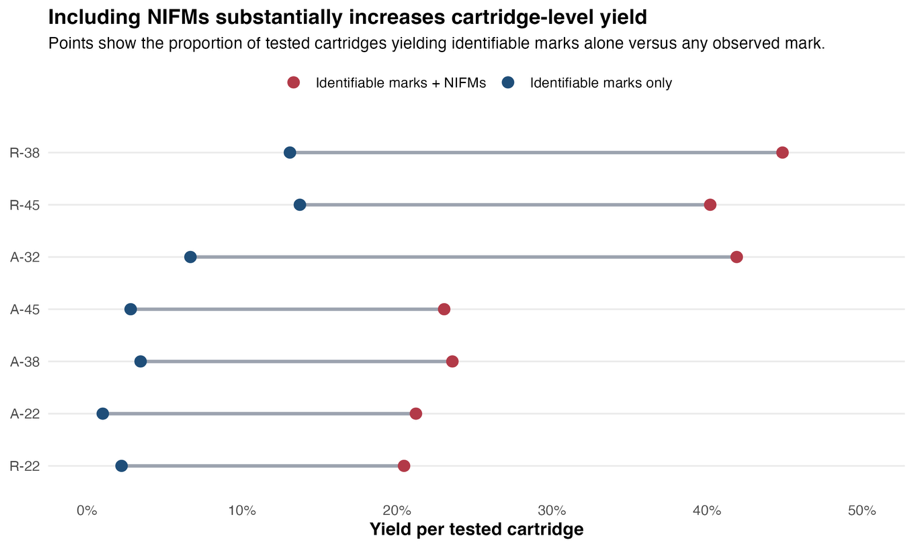 Including NIFMs substantially increases cartridge-level yield
Points show the proportion of tested cartridges yielding identifiable marks alone versus any observed mark.
Identifiable marks + NIFMs Identifiable marks only
R-38
R-45
A-32
A-45
A-38
A-22
R-22
0% 10% 20% 30% 40% 50%
Yield per tested cartridge